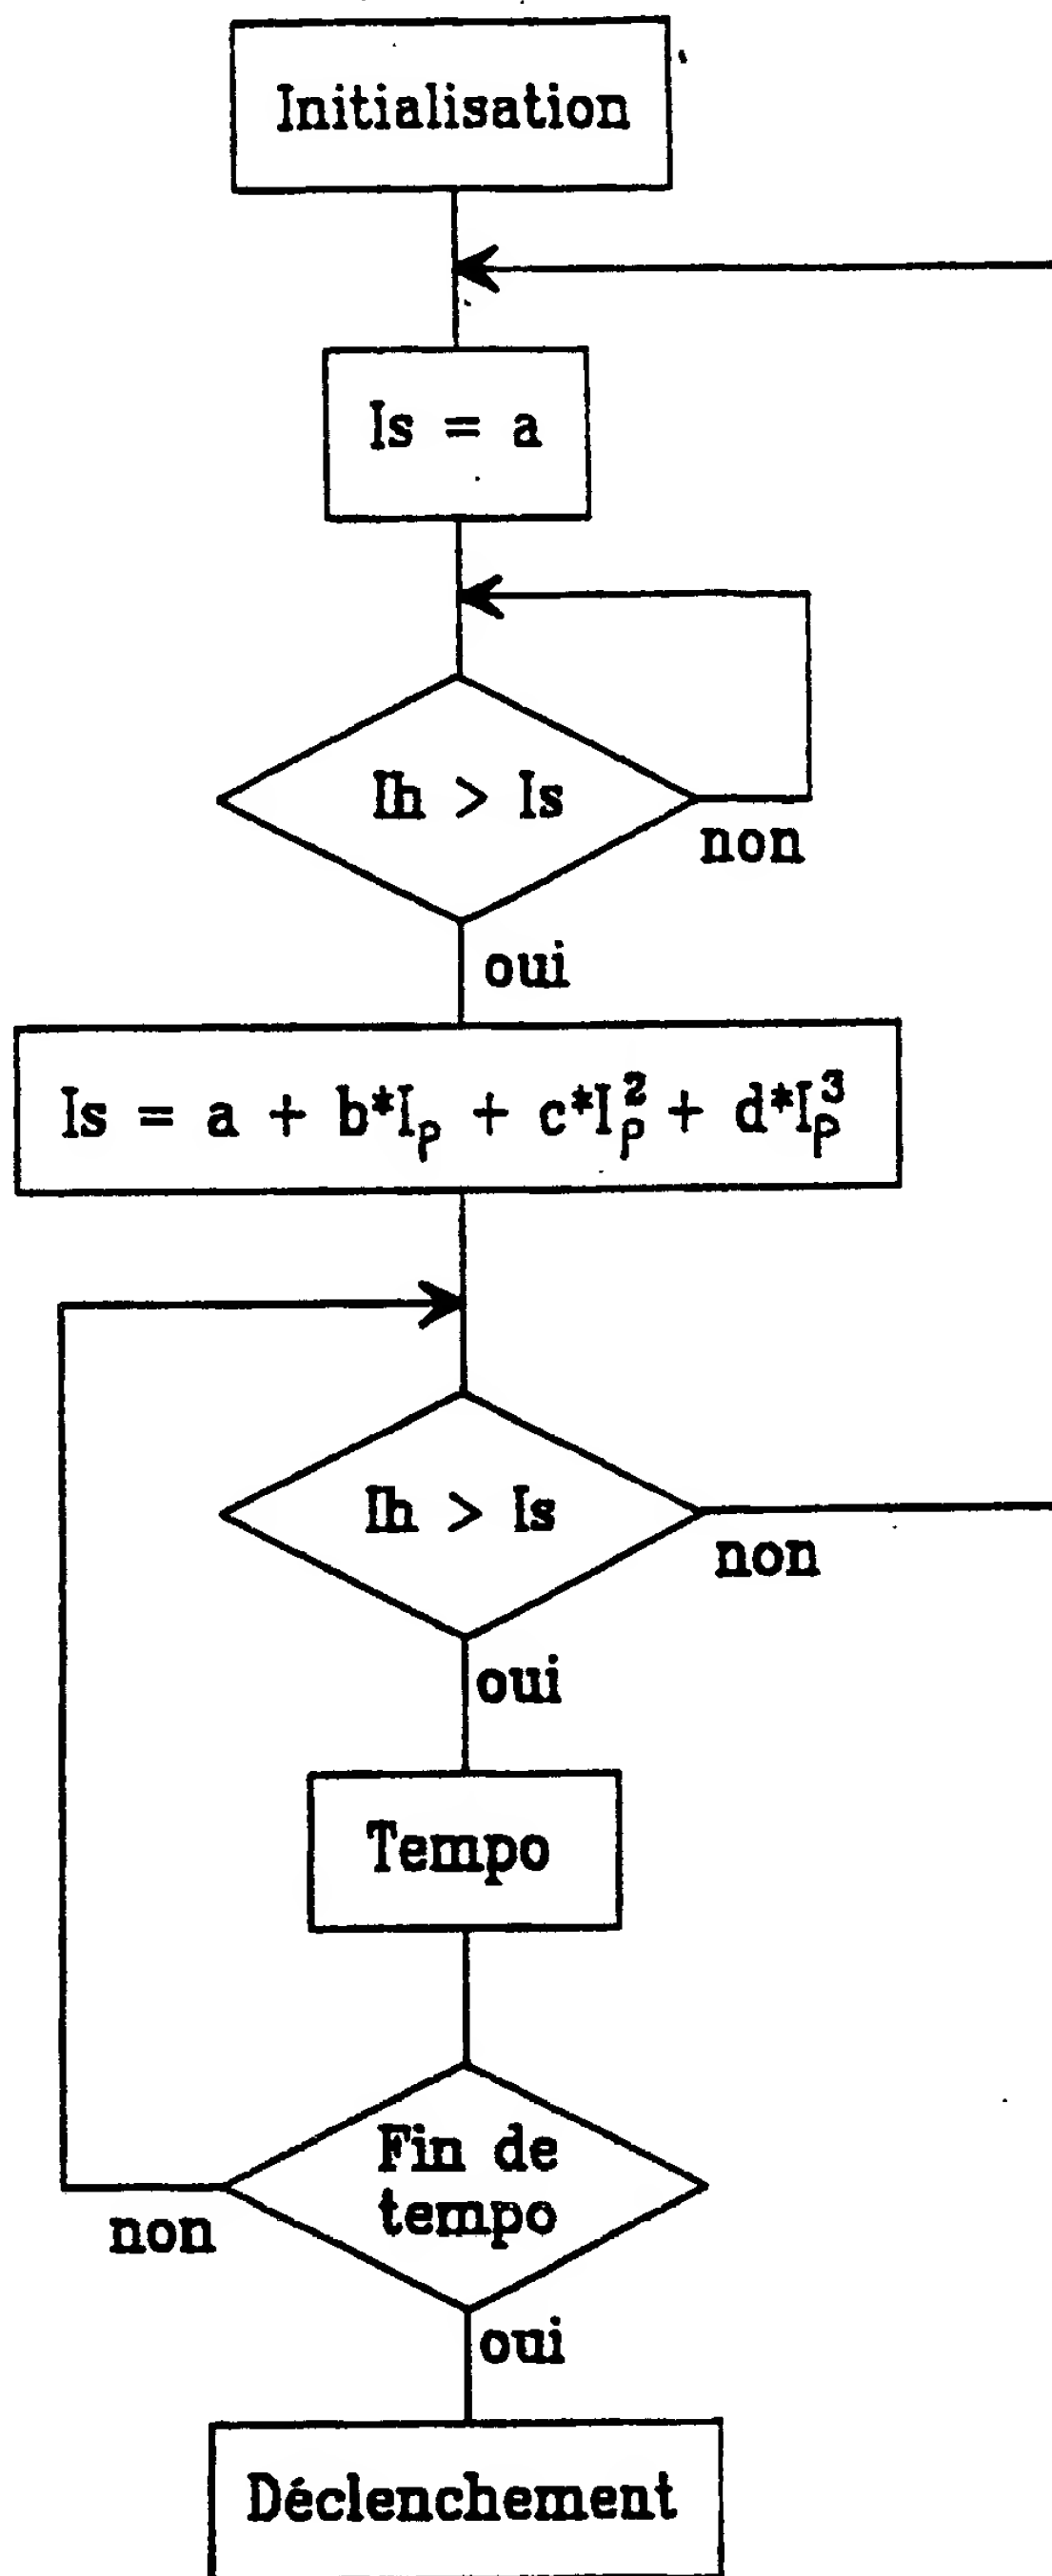 Initialisation
Is = a
Ih > Is
non
oui
Is = a + b*Iₚ + c*Iₚ² + d*Iₚ³
Ih > Is
non
oui
Tempo
Fin de
tempo
non
oui
Déclenchement